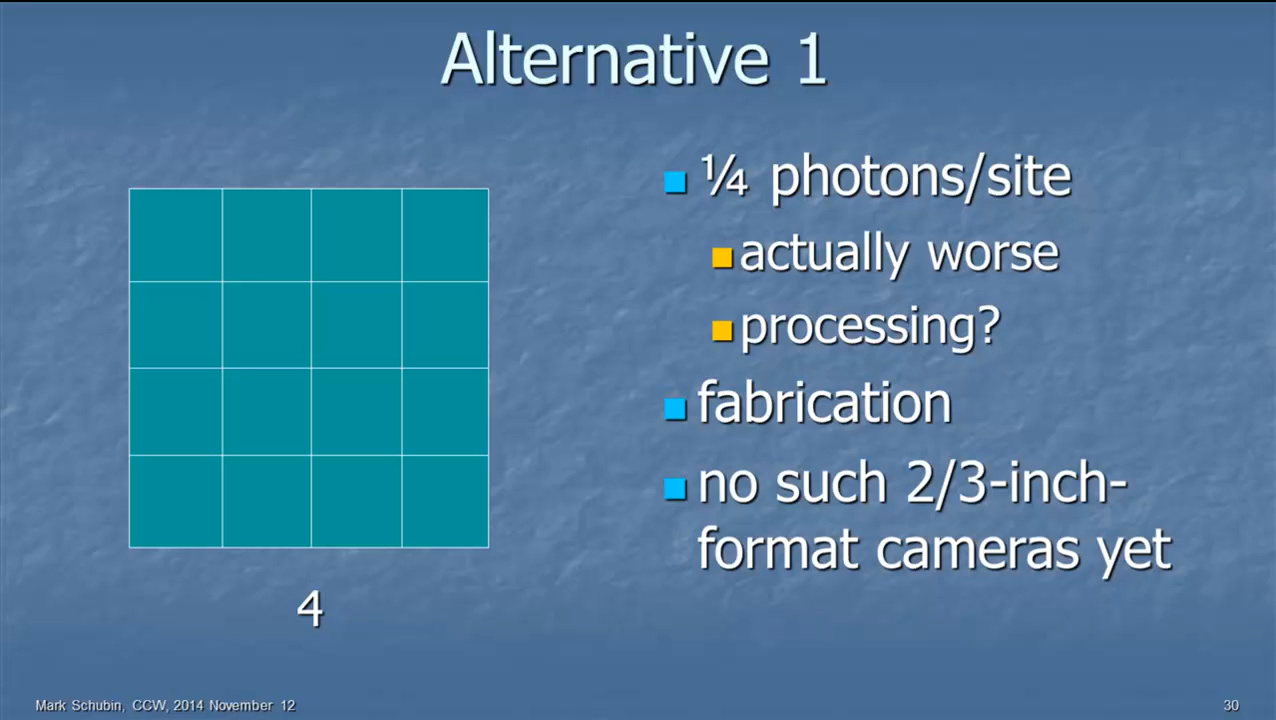 Alternative 1
¼ photons/site
actually worse
processing?
fabrication
no such 2/3-inch-
format cameras yet
4
Mark Schubin, CCW, 2014 November 12
30